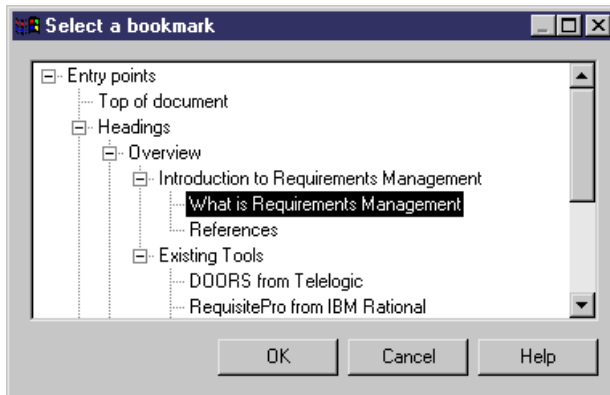 Select a bookmark
Entry points
Top of document
Headings
Overview
Introduction to Requirements Management
What is Requirements Management
References
Existing Tools
DOORS from Telelogic
RequisitePro from IBM Rational
OK Cancel Help